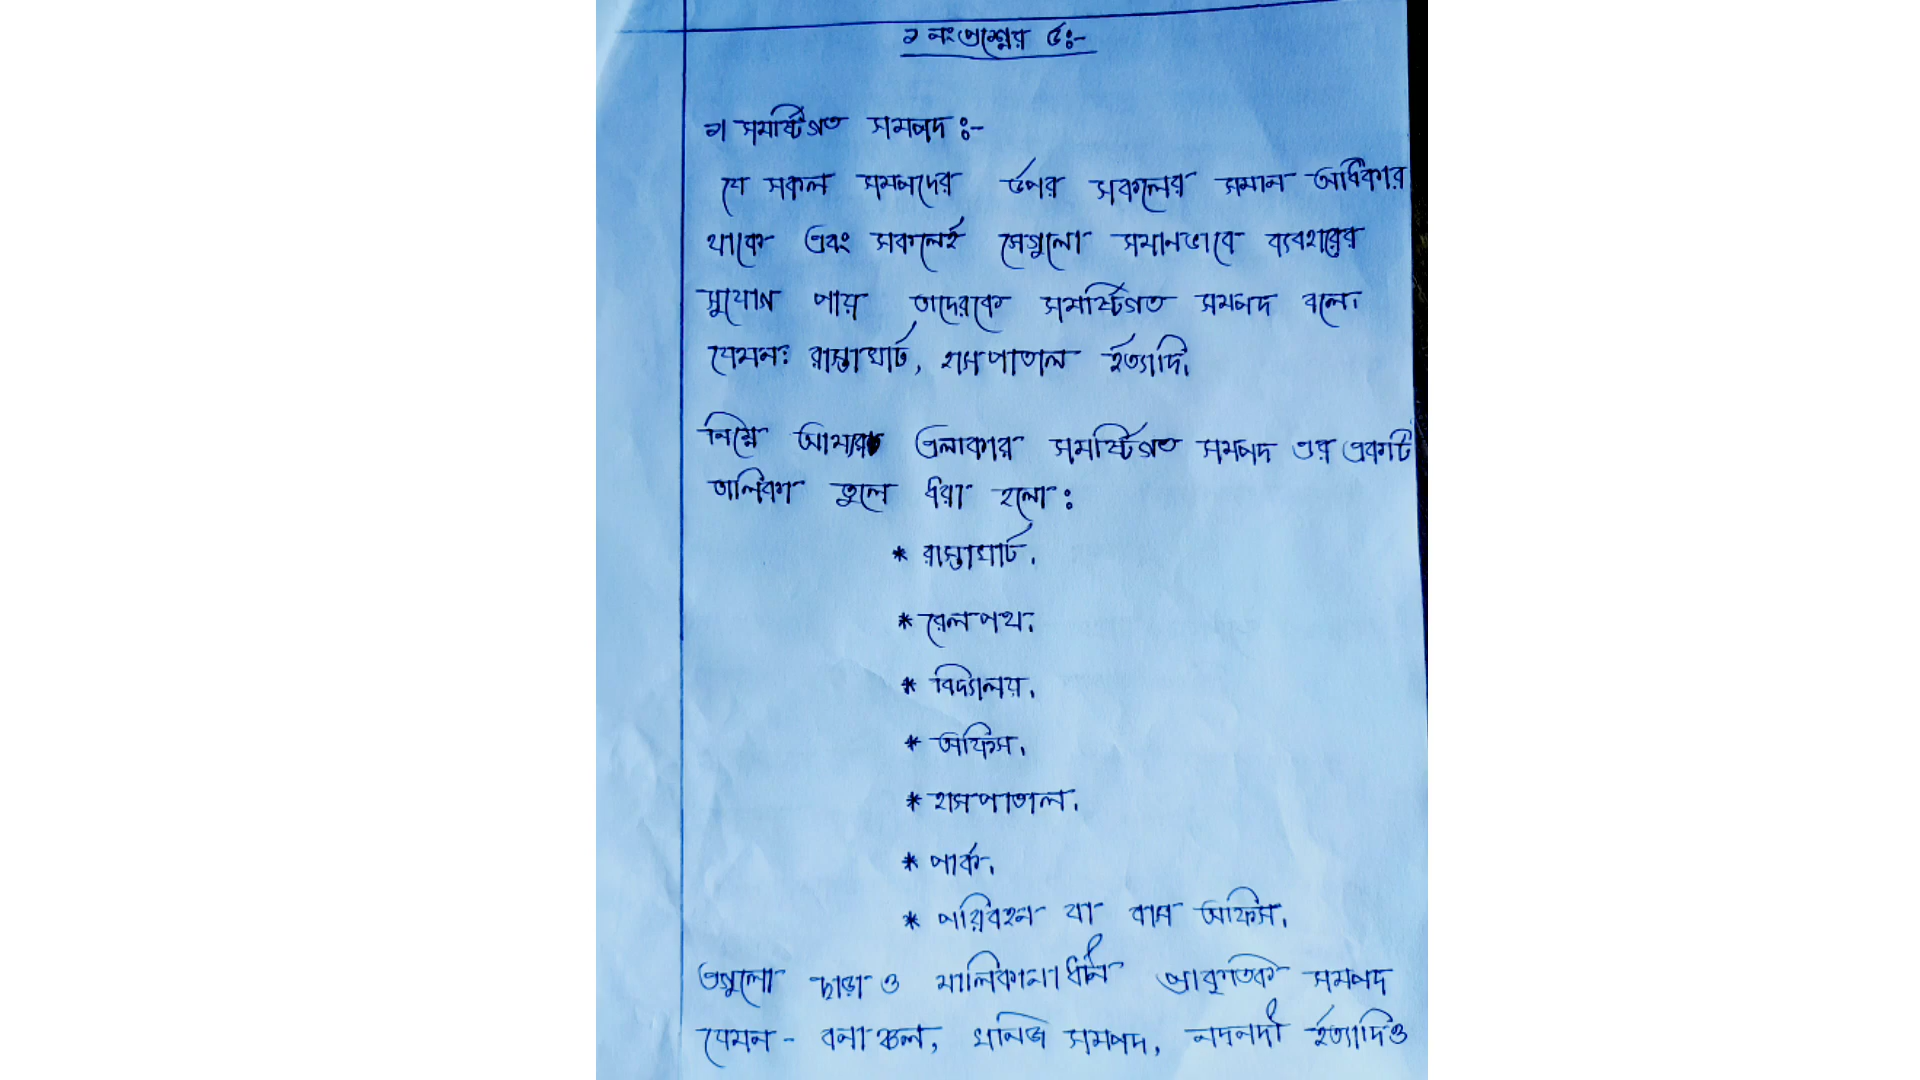 ১ নং প্রশ্নের উঃ-
১। সমষ্টিগত সম্পদ ঃ-
যে সকল সম্পদের উপর সকলের সমান অধিকার
থাকে এবং সকলেই সেগুলো সমানভাবে ব্যবহারের
সুযোগ পায় তাদেরকে সমষ্টিগত সম্পদ বলে।
যেমনঃ রাস্তাঘাট, হাসপাতাল ইত্যাদি।
নিম্নে আমার এলাকার সমষ্টিগত সম্পদ এর একটি
তালিকা তুলে ধরা হলো ঃ
* রাস্তাঘাট।
* রেলপথ।
* বিদ্যালয়।
* অফিস।
* হাসপাতাল।
* পার্ক।
* পরিবহন বা বাস অফিস।
এগুলো ছাড়া ও মালিকানাধীন প্রাকৃতিক সম্পদ
যেমন - বনাঞ্চল, খনিজ সম্পদ, নদনদী ইত্যাদিও